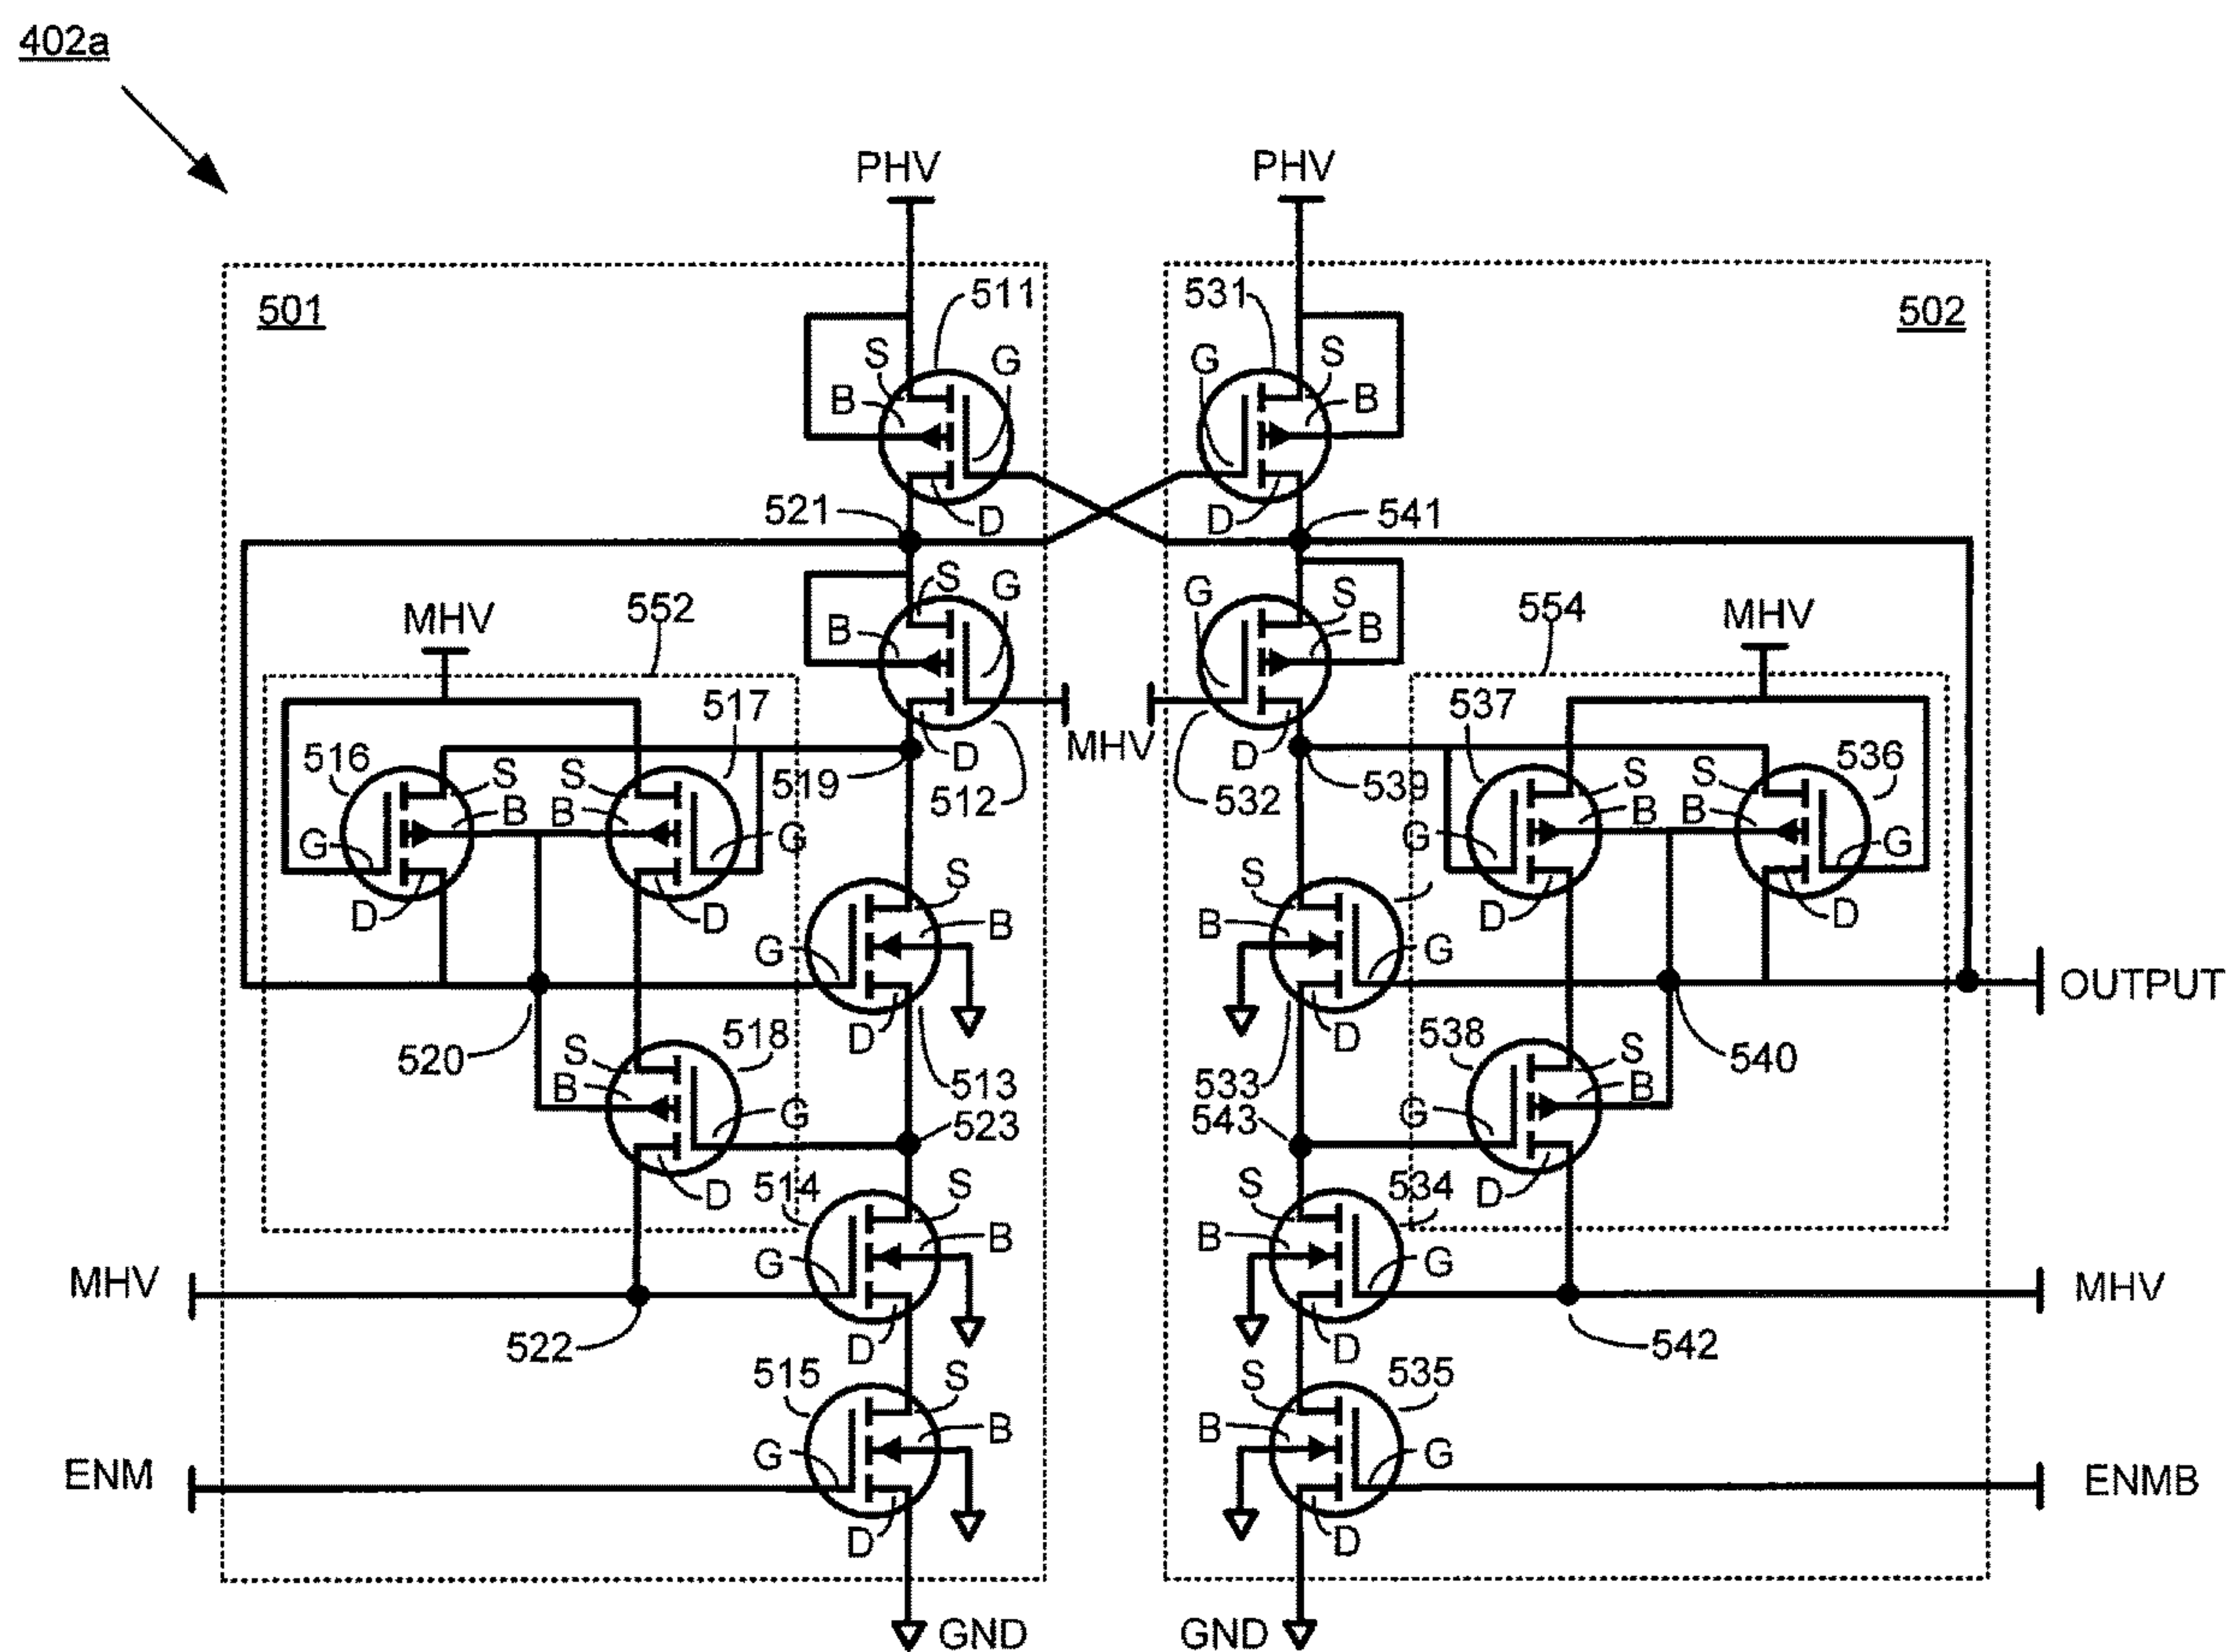 402a
PHV PHV
501 511 531 502
S G G S
B B
521 D D 541
MHV 552 S G G S 554 MHV
B B
517 MHV 537
516 S S 519 D 512 532 D 539 S S 536
G B B G G B B G
D D S S D D
G B B G
520 S 518 D D 538 S 540 OUTPUT
B 513 533 B
G 523 543 G
D 514 S S 534 D
G B B G
MHV MHV
522 D D 542
515 S S 535
G B B G
ENM ENMB
D D
GND GND